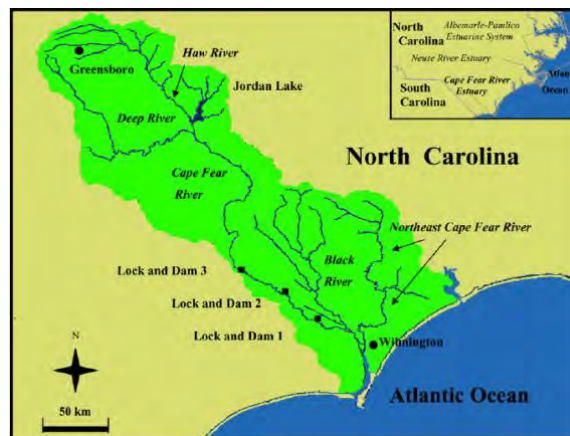 North
Carolina
Albemarle-Pamlico
Estuarine System
Neuse River Estuary
South
Carolina
Cape Fear River
Estuary
Atlantic
Ocean
Haw River
Greensboro
Jordan Lake
Deep River
North Carolina
Cape Fear
River
Northeast Cape Fear River
Black
River
Lock and Dam 3
Lock and Dam 2
Lock and Dam 1
Wilmington
N
50 km
Atlantic Ocean